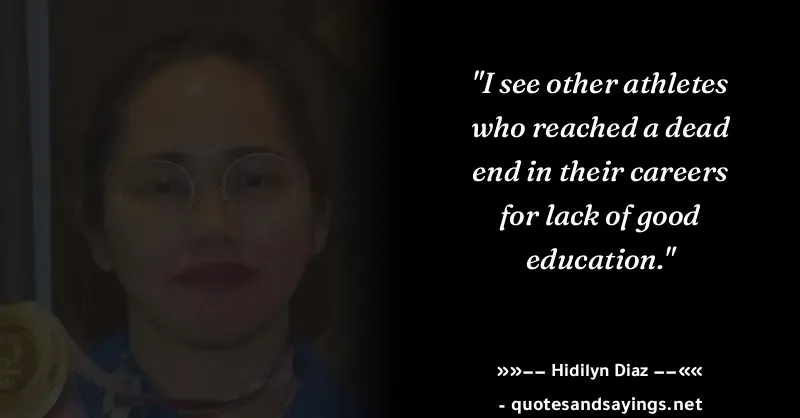 "I see other athletes
who reached a dead
end in their careers
for lack of good
education."
»»−− Hidilyn Diaz −−««
- quotesandsayings.net